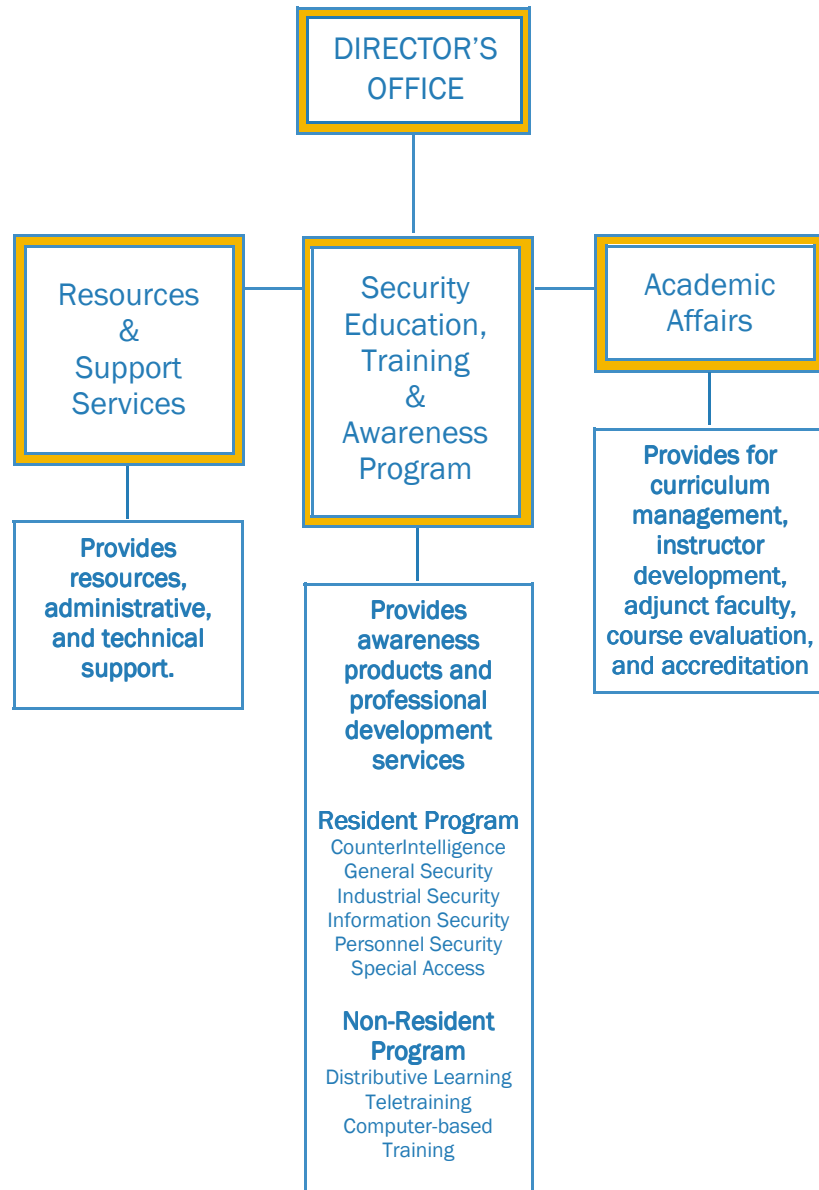 DIRECTOR'S
OFFICE
Resources
&
Support
Services
Security
Education,
Training
&
Awareness
Program
Academic
Affairs
Provides
resources,
administrative,
and technical
support.
Provides
awareness
products and
professional
development
services
Resident Program
CounterIntelligence
General Security
Industrial Security
Information Security
Personnel Security
Special Access
Non-Resident
Program
Distributive Learning
Teletraining
Computer-based
Training
Provides for
curriculum
management,
instructor
development,
adjunct faculty,
course evaluation,
and accreditation